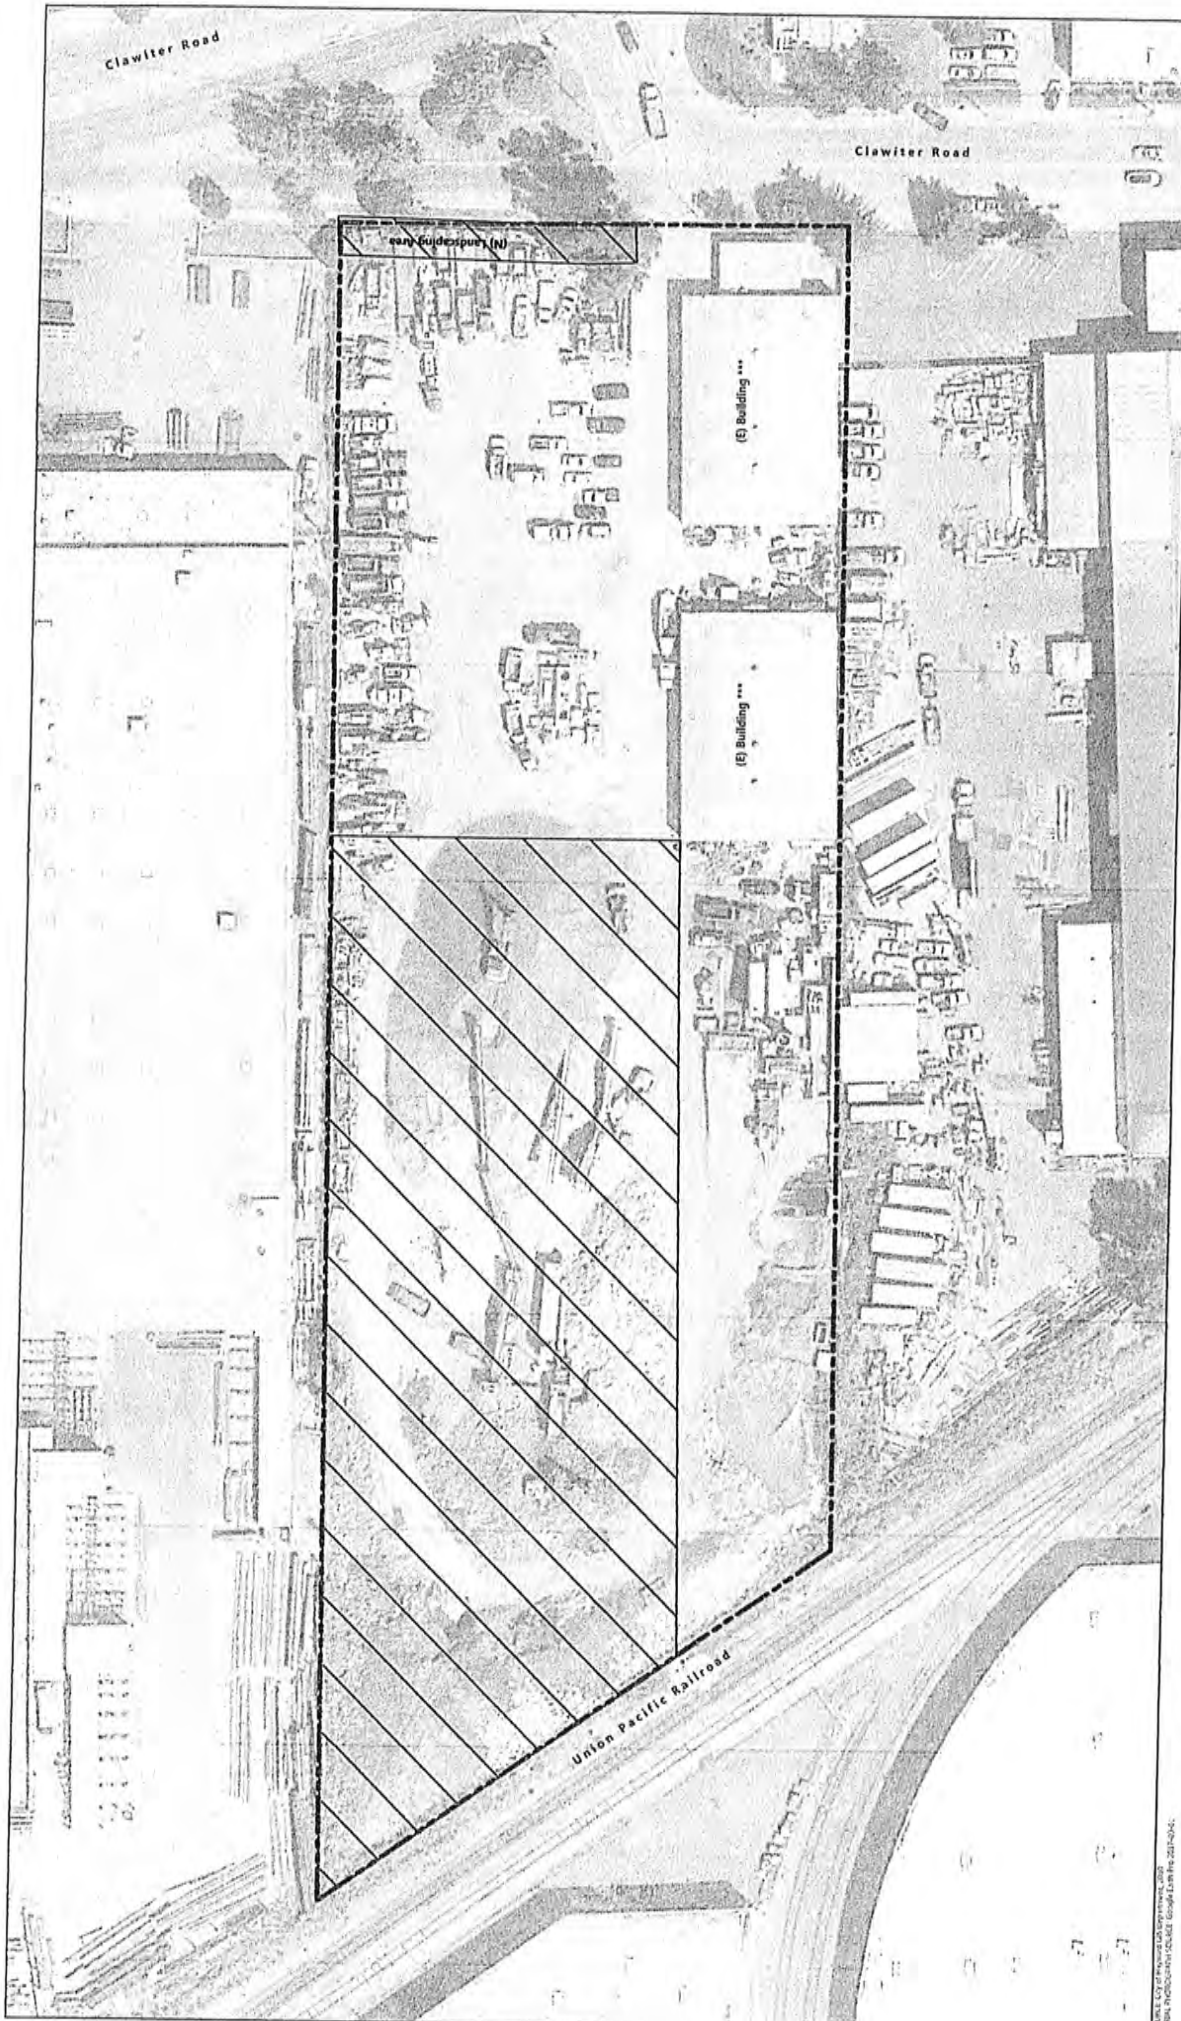 Clawiter Road
Clawiter Road
(N) Landscaping Area
(E) Building ***
(E) Building ***
Union Pacific Railroad